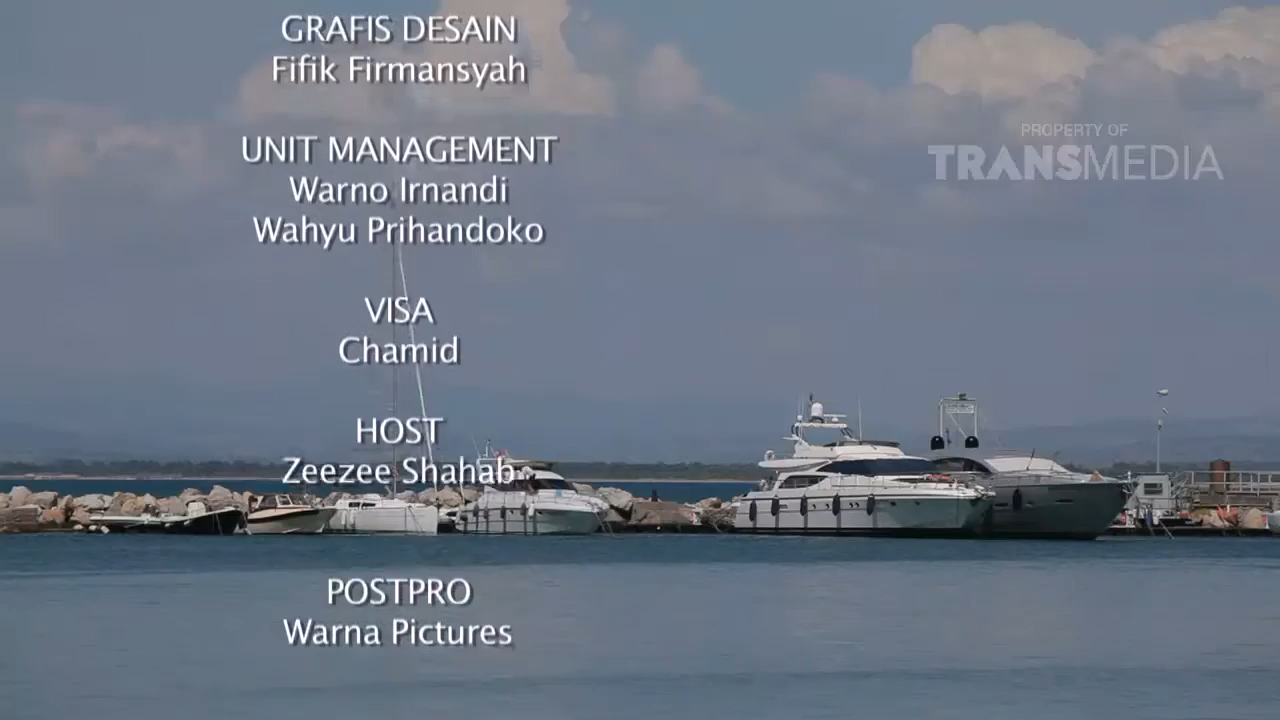 GRAFIS DESAIN
Fifik Firmansyah
UNIT MANAGEMENT
Warno Irnandi
Wahyu Prihandoko
VISA
Chamid
HOST
Zeezee Shahab
POSTPRO
Warna Pictures
PROPERTY OF
TRANSMEDIA